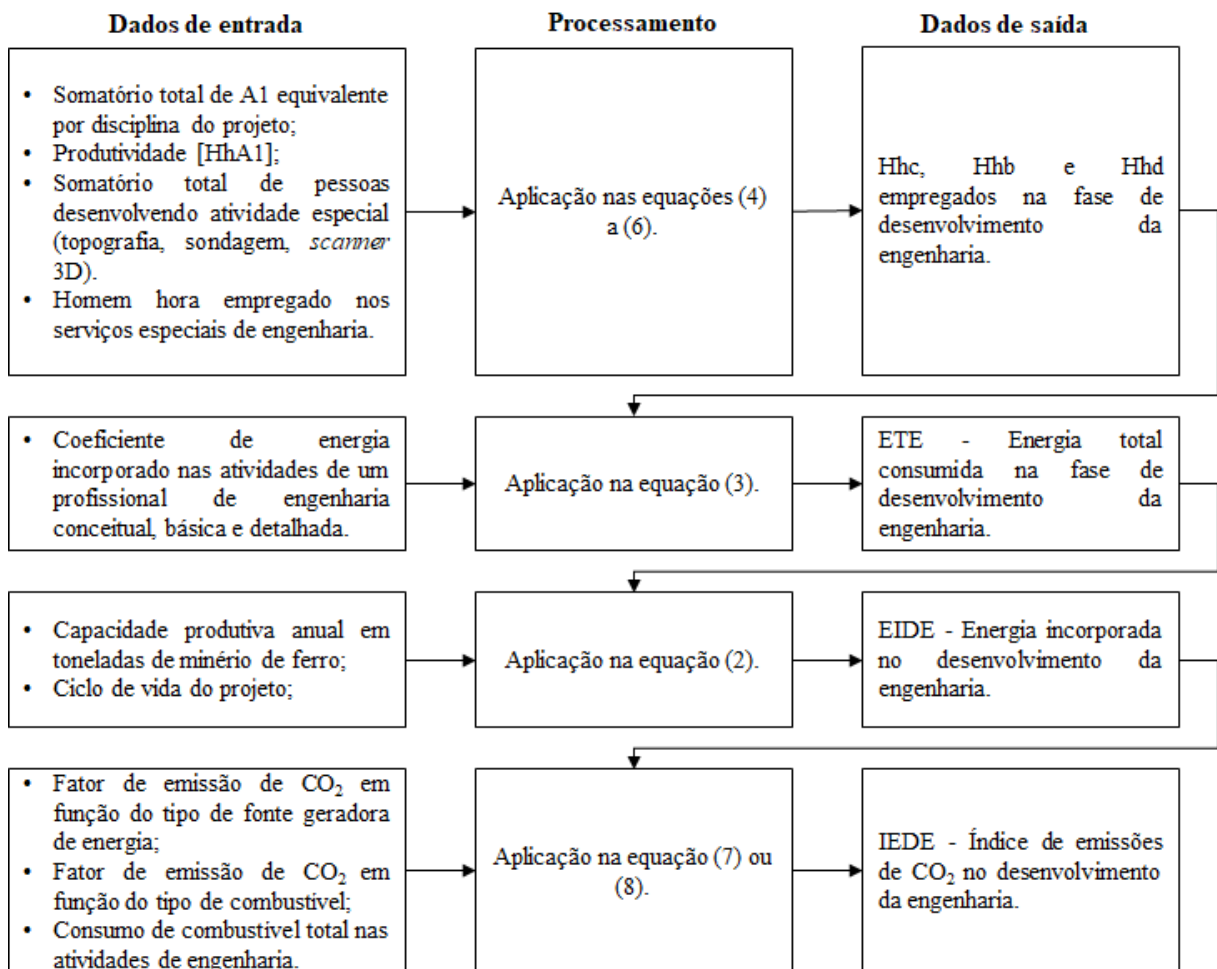 Dados de entrada
Processamento
Dados de saída
• Somatório total de A1 equivalente
por disciplina do projeto;
• Produtividade [HhA1];
• Somatório total de pessoas
desenvolvendo atividade especial
(topografia, sondagem, scanner
3D).
• Homem hora empregado nos
serviços especiais de engenharia.
Aplicação nas equações (4)
a (6).
Hhc, Hhb e Hhd
empregados na fase de
desenvolvimento da
engenharia.
• Coeficiente de energia
incorporado nas atividades de um
profissional de engenharia
conceitual, básica e detalhada.
Aplicação na equação (3).
ETE - Energia total
consumida na fase de
desenvolvimento da
engenharia.
• Capacidade produtiva anual em
toneladas de minério de ferro;
• Ciclo de vida do projeto;
Aplicação na equação (2).
EIDE - Energia incorporada
no desenvolvimento da
engenharia.
• Fator de emissão de CO₂ em
função do tipo de fonte geradora
de energia;
• Fator de emissão de CO₂ em
função do tipo de combustível;
• Consumo de combustível total nas
atividades de engenharia.
Aplicação na equação (7) ou
(8).
IEDE - Índice de emissões
de CO₂ no desenvolvimento
da engenharia.